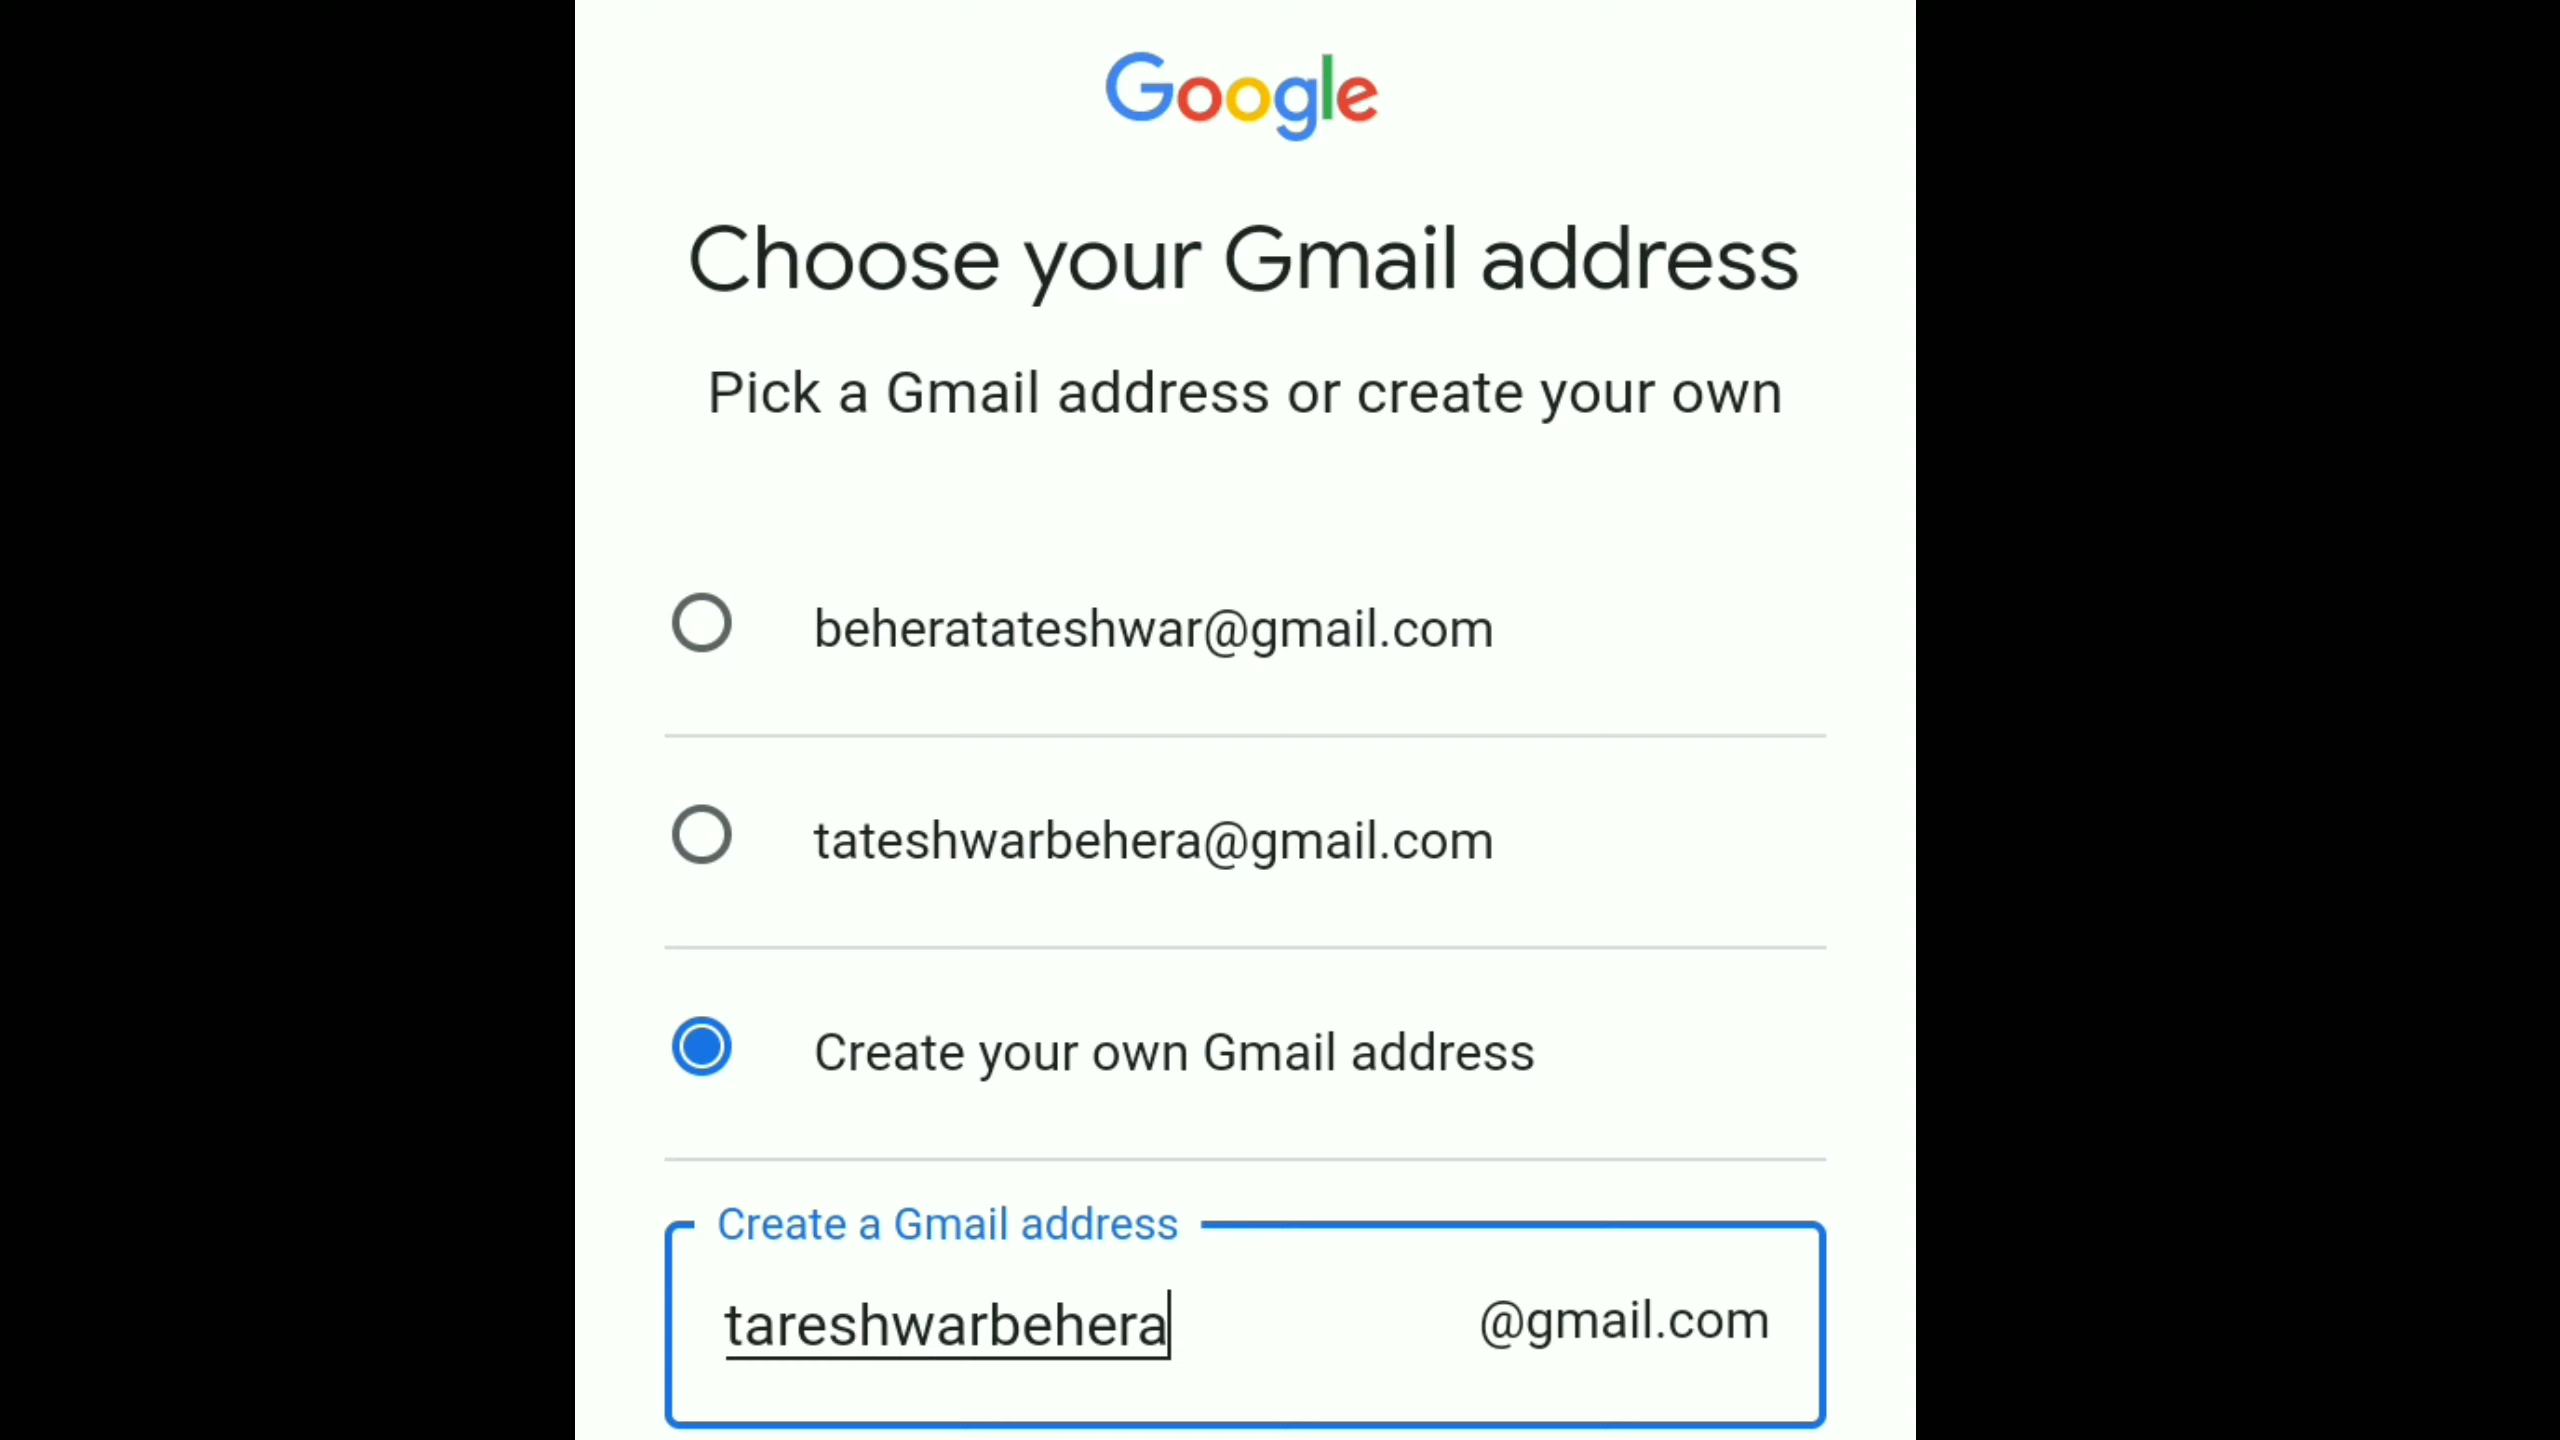 Google
Choose your Gmail address
Pick a Gmail address or create your own
beheratateshwar@gmail.com
tateshwarbehera@gmail.com
Create your own Gmail address
Create a Gmail address
tareshwarbehera @gmail.com